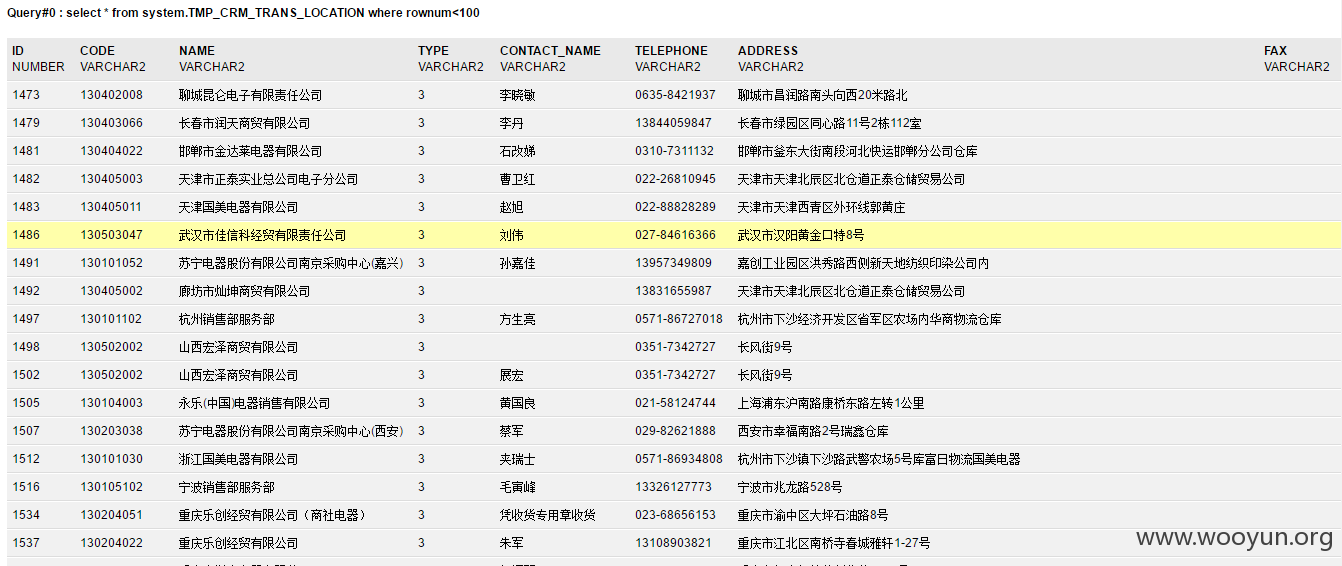 Query#0 : select * from system.TMP_CRM_TRANS_LOCATION where rownum<100
ID CODE NAME TYPE CONTACT_NAME TELEPHONE ADDRESS FAX
NUMBER VARCHAR2 VARCHAR2 VARCHAR2 VARCHAR2 VARCHAR2 VARCHAR2 VARCHAR2
1473 130402008 聊城昆仑电子有限责任公司 3 李晓敏 0635-8421937 聊城市昌润路南头向西20米路北
1479 130403066 长春市润天商贸有限公司 3 李丹 13844059847 长春市绿园区同心路11号2栋112室
1481 130404022 邯郸市金达莱电器有限公司 3 石改娣 0310-7311132 邯郸市釜东大街南段河北快运邯郸分公司仓库
1482 130405003 天津市正泰实业总公司电子分公司 3 曹卫红 022-26810945 天津市天津北辰区北仓道正泰仓储贸易公司
1483 130405011 天津国美电器有限公司 3 赵旭 022-88828289 天津市天津西青区外环线郭黄庄
1486 130503047 武汉市佳信科经贸有限责任公司 3 刘伟 027-84616366 武汉市汉阳黄金口特8号
1491 130101052 苏宁电器股份有限公司南京采购中心(嘉兴) 3 孙嘉佳 13957349809 嘉创工业园区洪秀路西侧新天地纺织印染公司内
1492 130405002 廊坊市灿坤商贸有限公司 3 13831655987 天津市天津北辰区北仓道正泰仓储贸易公司
1497 130101102 杭州销售部服务部 3 方生亮 0571-86727018 杭州市下沙经济开发区省军区农场内华商物流仓库
1498 130502002 山西宏泽商贸有限公司 3 0351-7342727 长风街9号
1502 130502002 山西宏泽商贸有限公司 3 展宏 0351-7342727 长风街9号
1505 130104003 永乐(中国)电器销售有限公司 3 黄国良 021-58124744 上海浦东沪南路康桥东路左转1公里
1507 130203038 苏宁电器股份有限公司南京采购中心(西安) 3 蔡军 029-82621888 西安市幸福南路2号瑞鑫仓库
1512 130101030 浙江国美电器有限公司 3 夹瑞士 0571-86934808 杭州市下沙镇下沙路武警农场5号库富日物流国美电器
1516 130105102 宁波销售部服务部 3 毛寅峰 13326127773 宁波市兆龙路528号
1534 130204051 重庆乐创经贸有限公司（商社电器） 3 凭收货专用章收货 023-68656153 重庆市渝中区大坪石油路8号
1537 130204022 重庆乐创经贸有限公司 3 朱军 13108903821 重庆市江北区南桥寺春城雅轩1-27号
www.wooyun.org